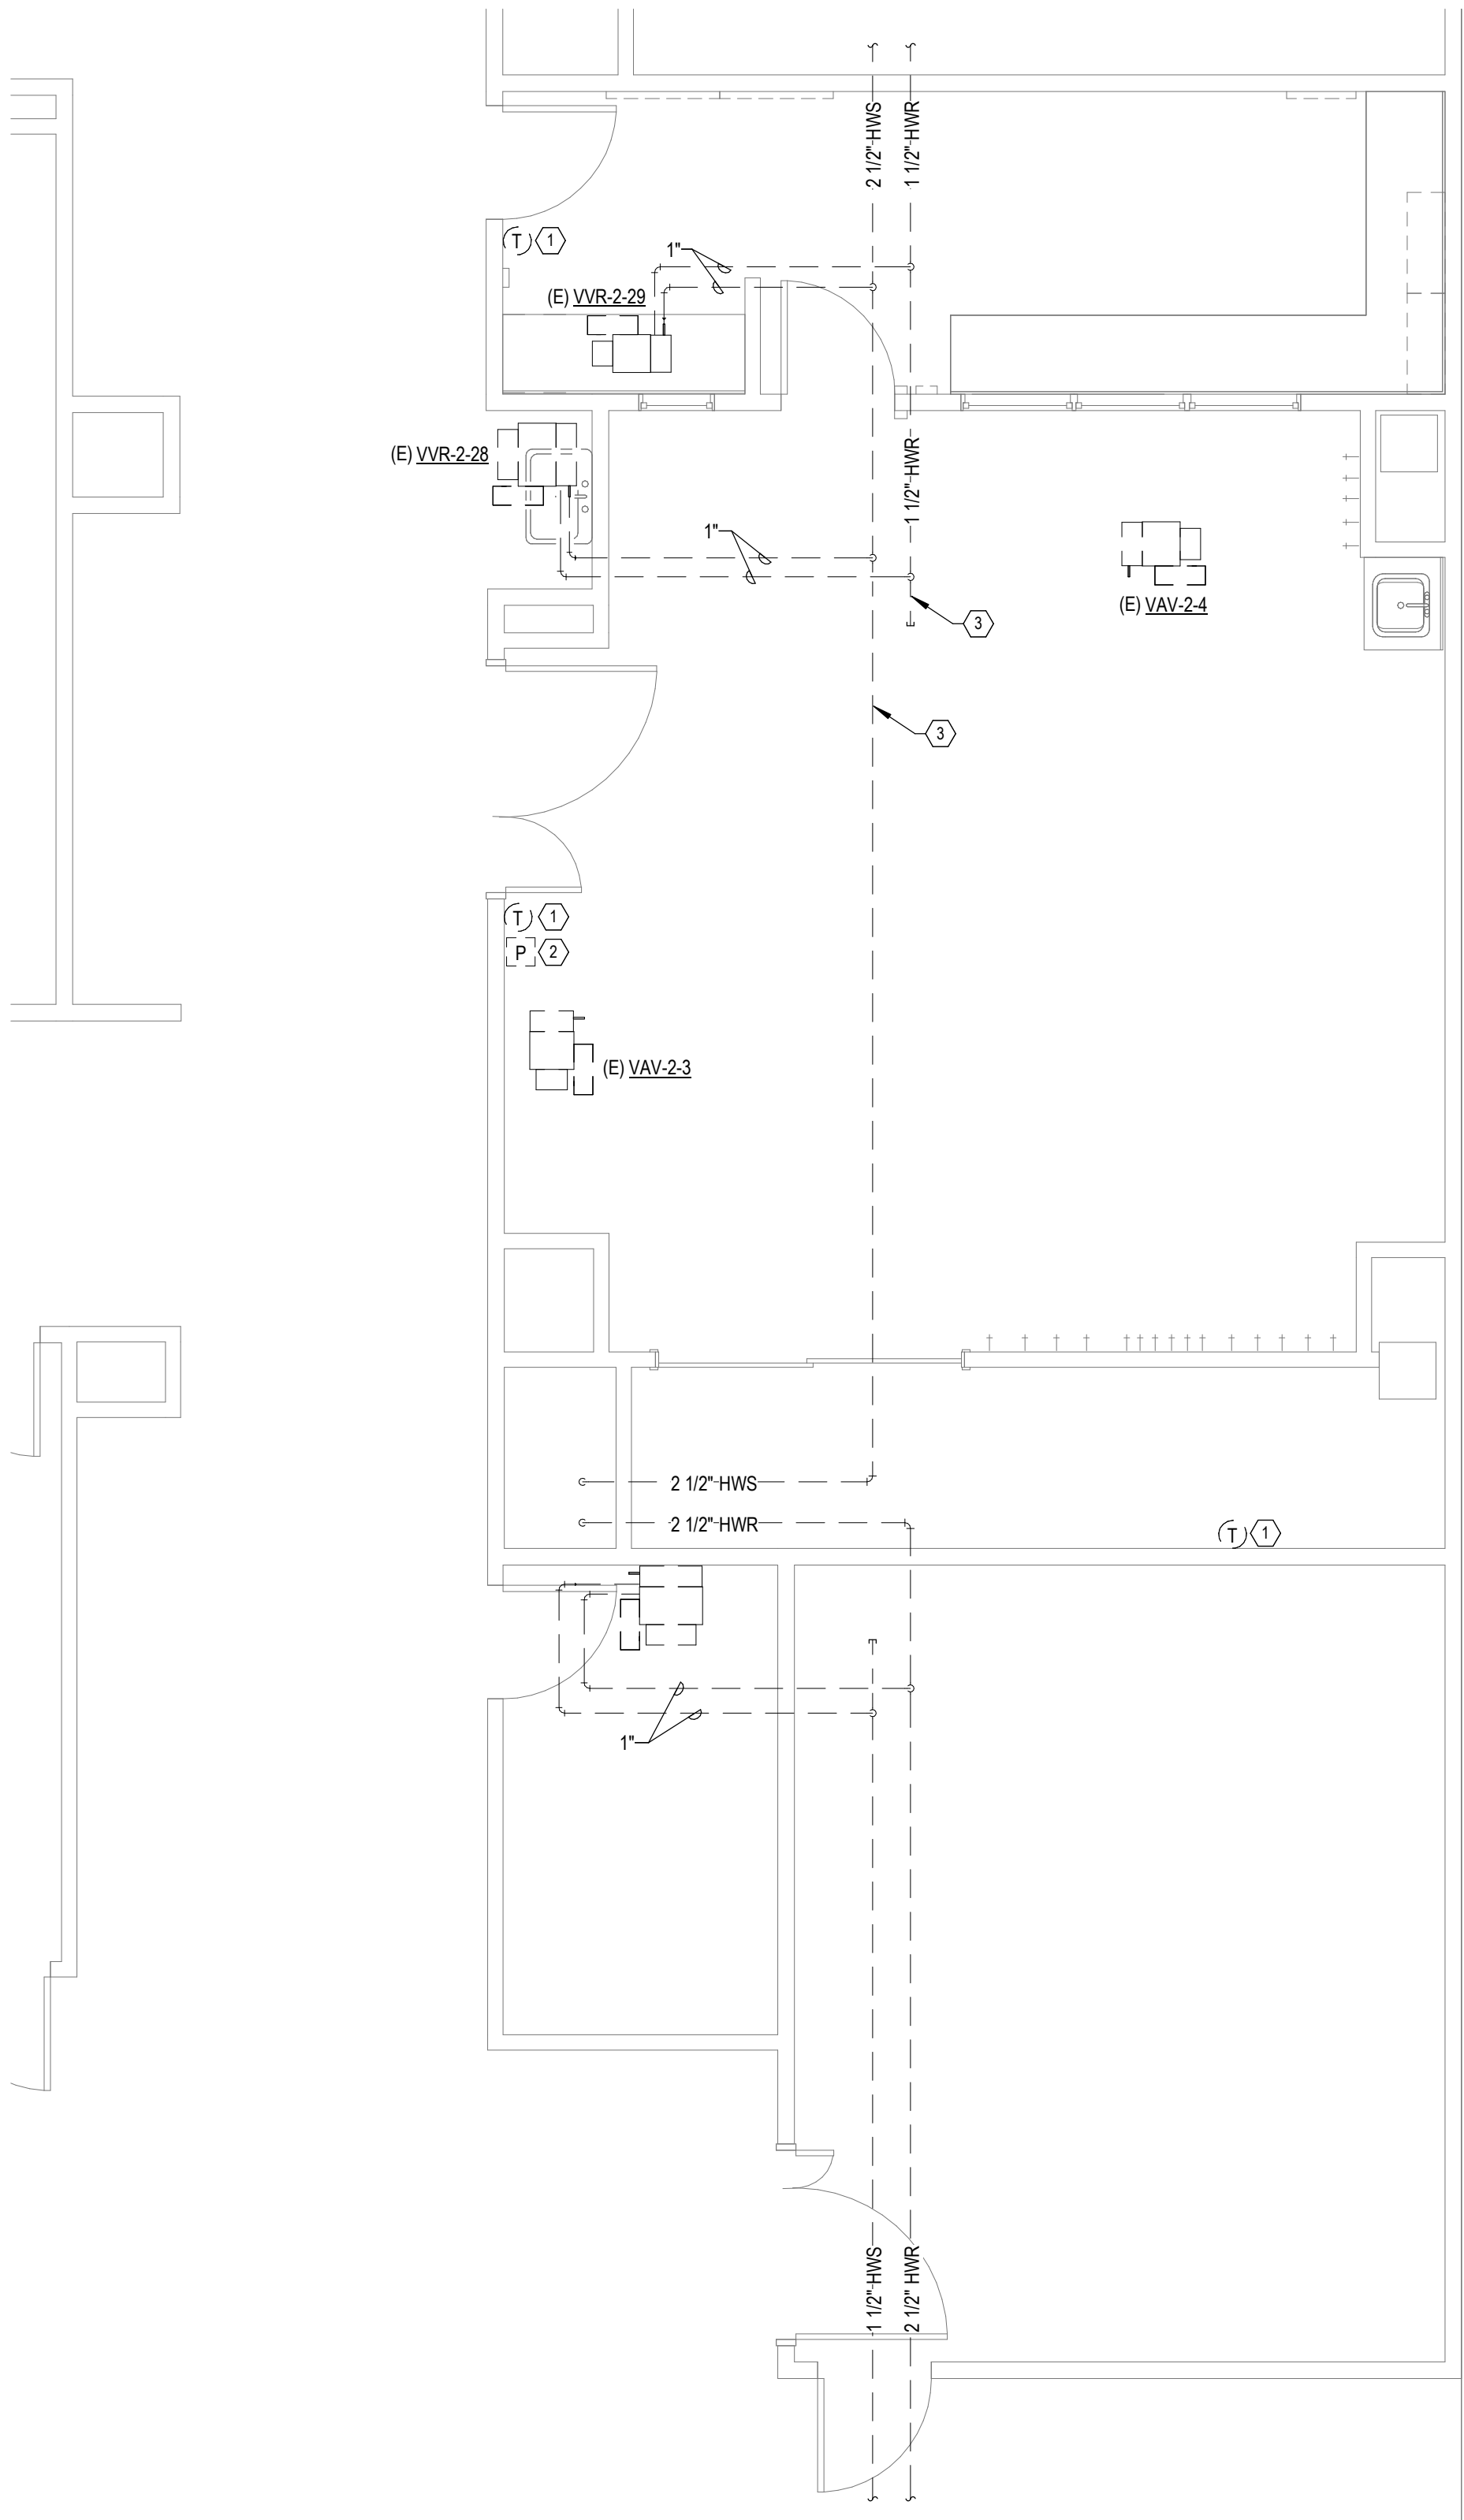 2 1/2" HWS
1 1/2" HWR
T
1
1"
(E) VVR-2-29
(E) VVR-2-28
1 1/2" HWR
1"
(E) VAV-2-4
3
3
T
1
P
2
(E) VAV-2-3
2 1/2" HWS
2 1/2" HWR
T
1
1"
1 1/2" HWS
2 1/2" HWR